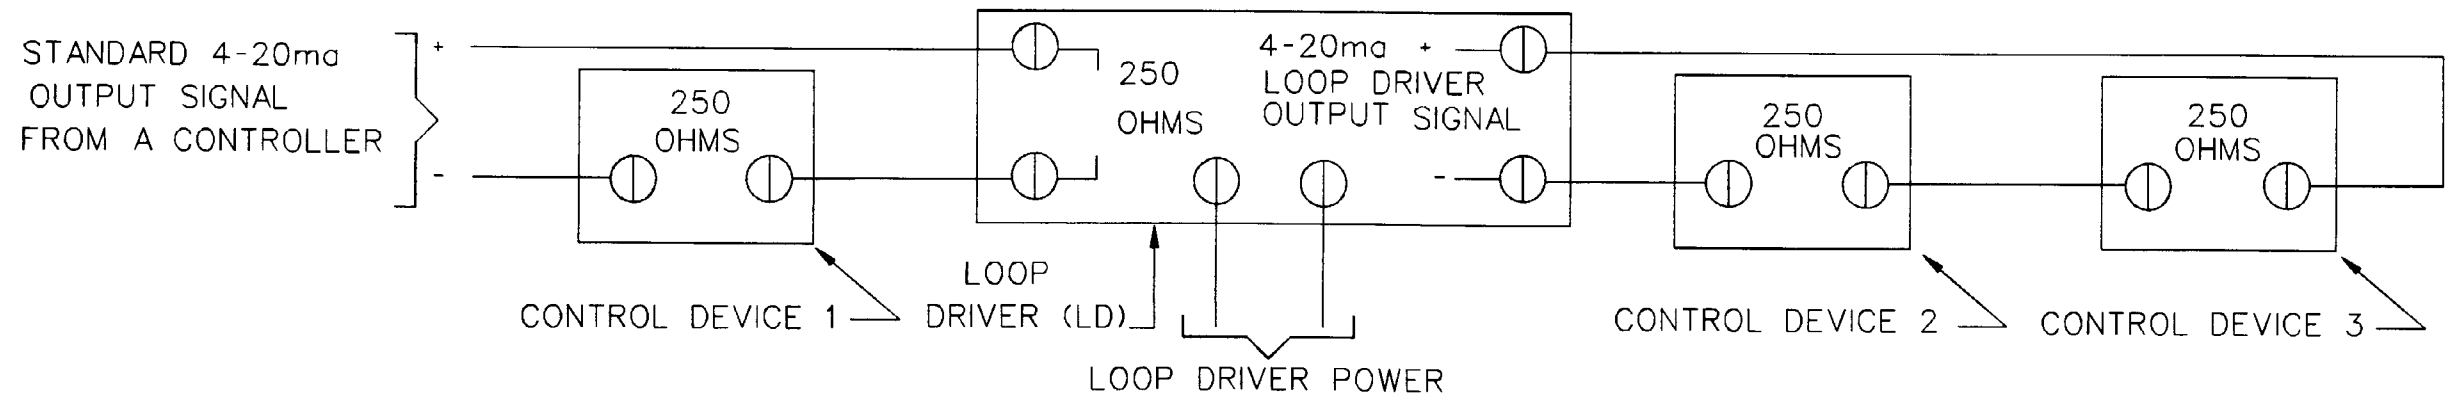 STANDARD 4-20ma
OUTPUT SIGNAL
FROM A CONTROLLER
+
-
250
OHMS
CONTROL DEVICE 1
250
OHMS
4-20ma +
LOOP DRIVER
OUTPUT SIGNAL
-
LOOP
DRIVER (LD)
LOOP DRIVER POWER
250
OHMS
CONTROL DEVICE 2
250
OHMS
CONTROL DEVICE 3